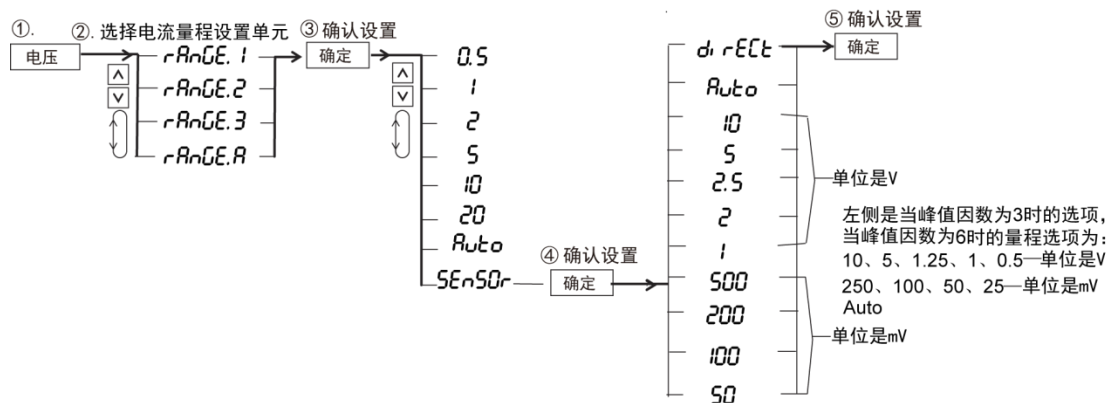 ①.
电压
②. 选择电流量程设置单元
rAnGE.1
rAnGE.2
rAnGE.3
rAnGE.A
③ 确认设置
确定
0.5
1
2
5
10
20
Auto
SEnSOr
④ 确认设置
确定
dirECt
Auto
10
5
2.5
2
1
500
200
100
50
⑤ 确认设置
确定
单位是V
左侧是当峰值因数为3时的选项，
当峰值因数为6时的量程选项为：
10、5、1.25、1、0.5—单位是V
250、100、50、25—单位是mV
Auto
单位是mV